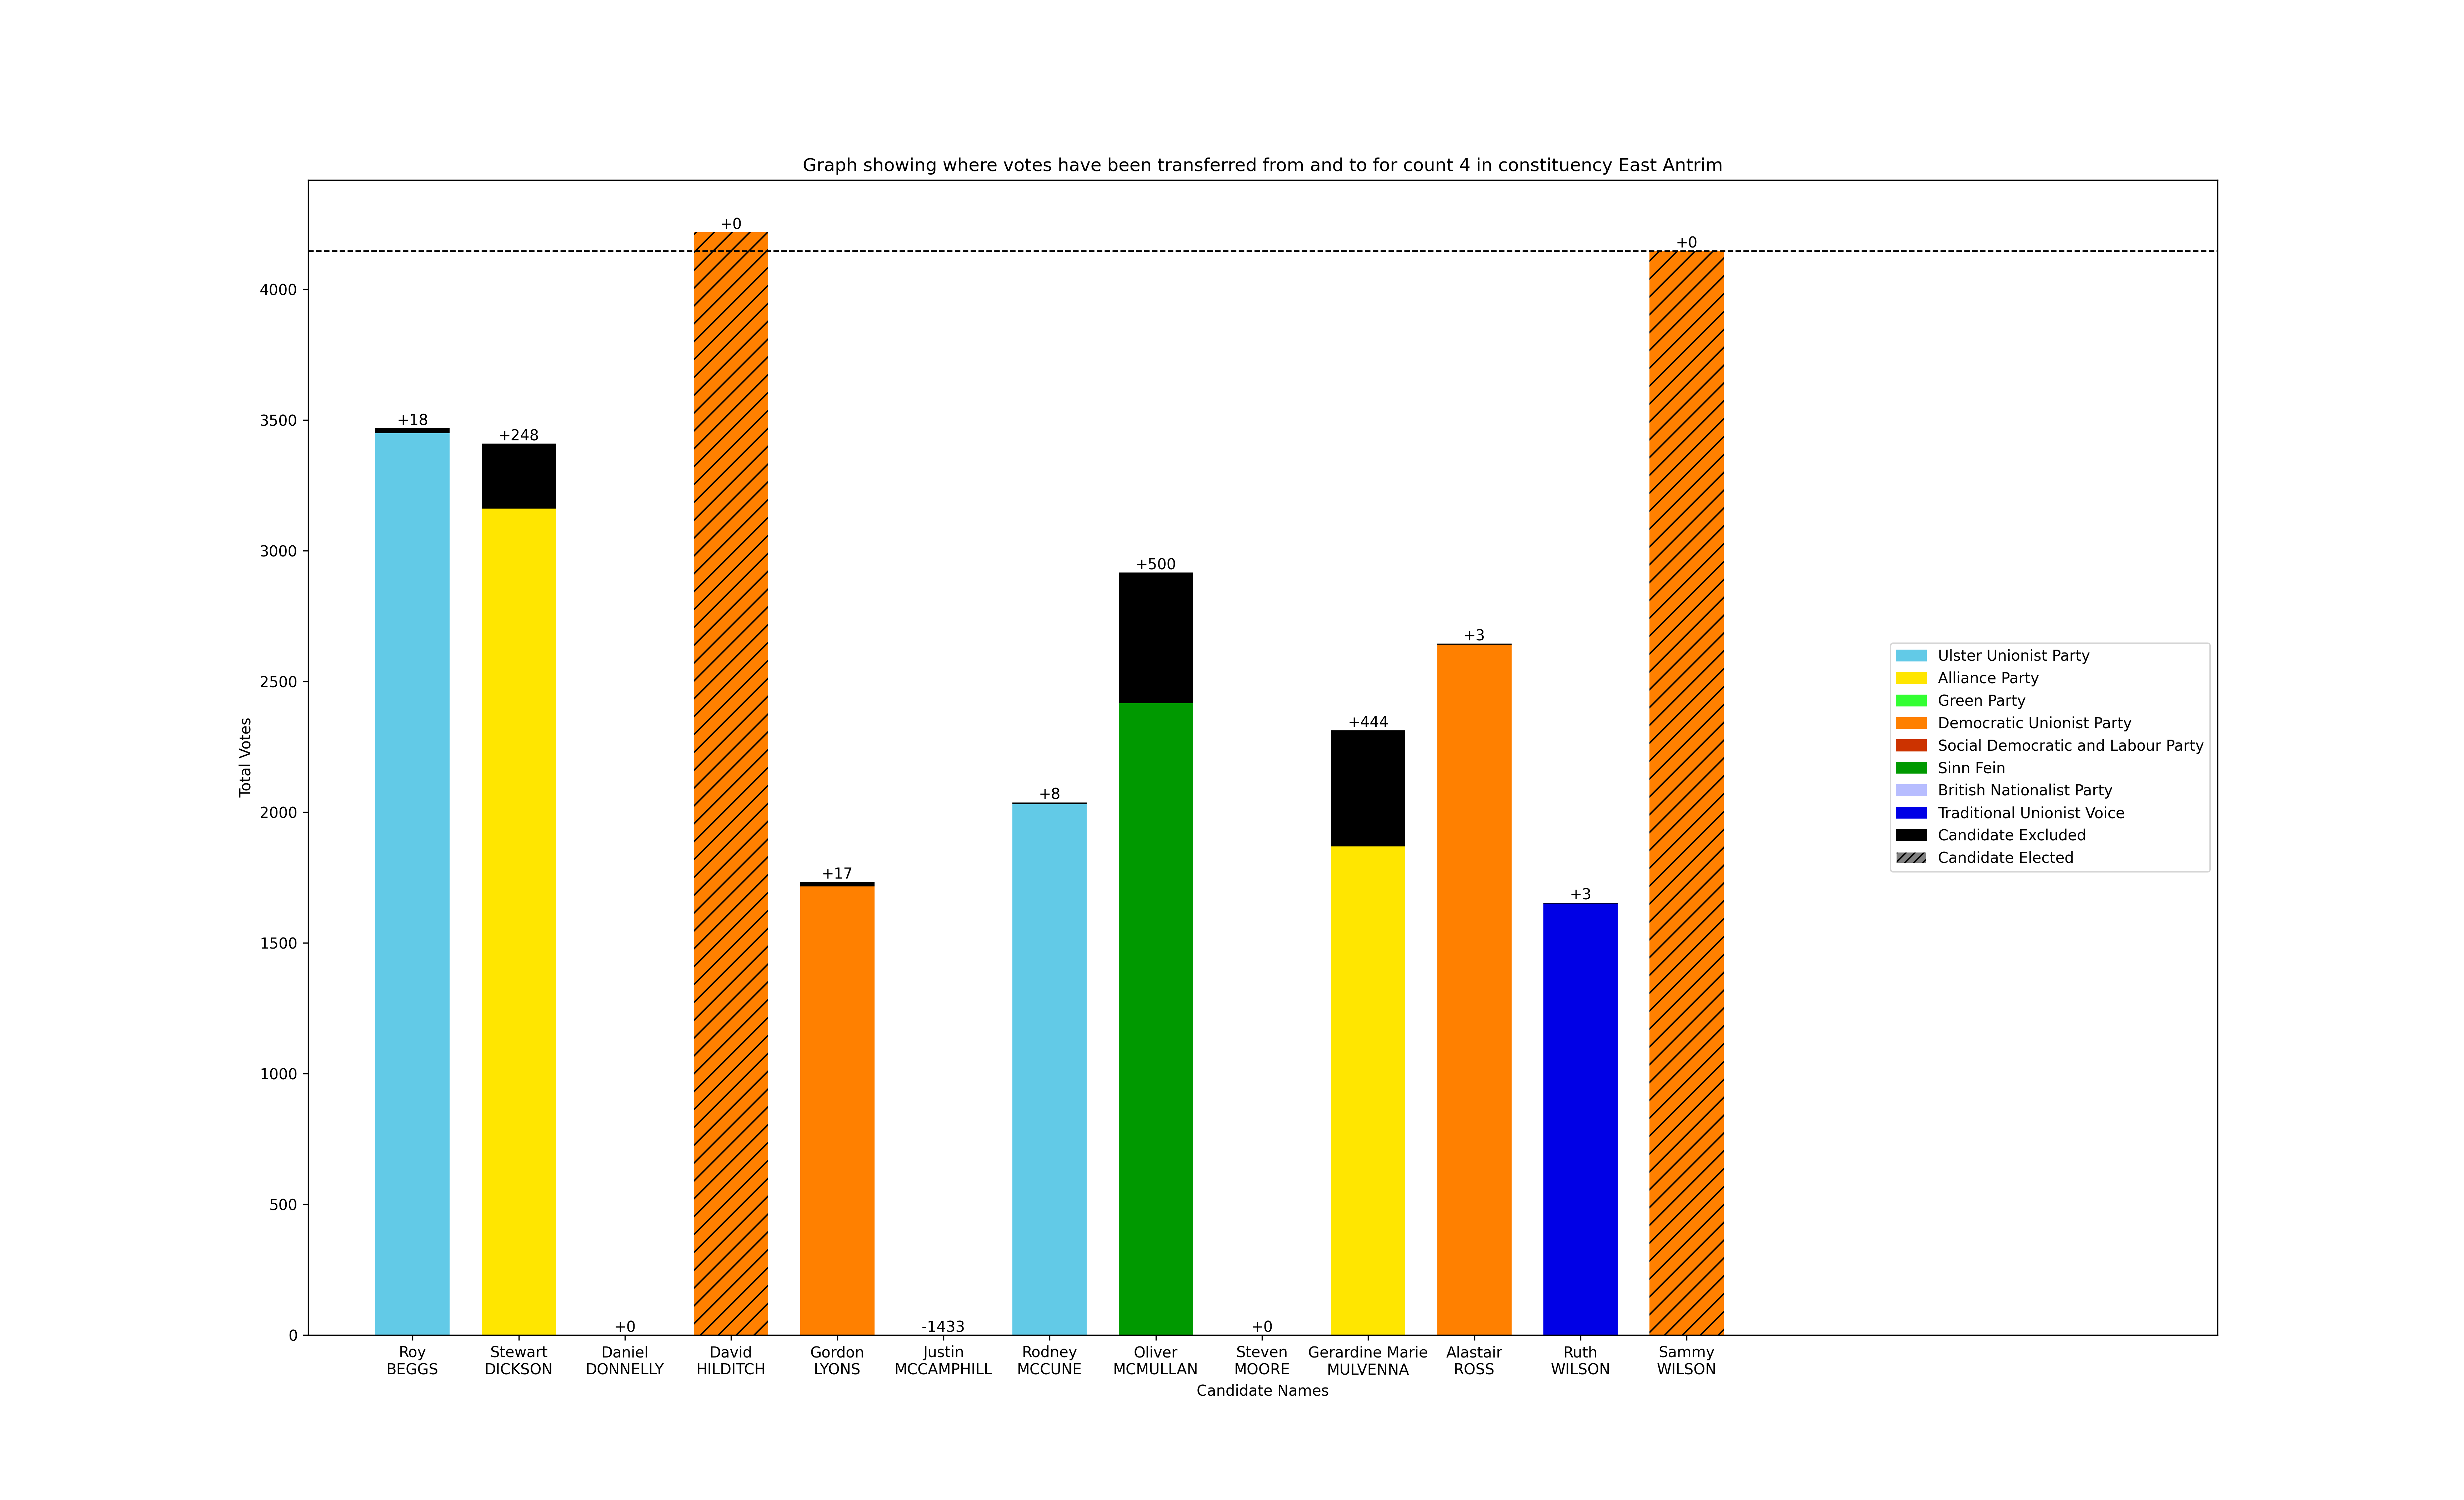 Graph showing where votes have been transferred from and to for count 4 in constituency East Antrim
+0
+0
4000
+18
+248
3500
+500
3000
+3
+444
2500
+8
2000
+17
+3
1500
1000
500
0
+0
-1433
+0
Total Votes
Ulster Unionist Party
Alliance Party
Green Party
Democratic Unionist Party
Social Democratic and Labour Party
Sinn Fein
British Nationalist Party
Traditional Unionist Voice
Candidate Excluded
Candidate Elected
Roy
BEGGS
Stewart
DICKSON
Daniel
DONNELLY
David
HILDITCH
Gordon
LYONS
Justin
MCCAMPHILL
Rodney
MCCUNE
Oliver
MCMULLAN
Steven
MOORE
Gerardine Marie
MULVENNA
Alastair
ROSS
Ruth
WILSON
Sammy
WILSON
Candidate Names